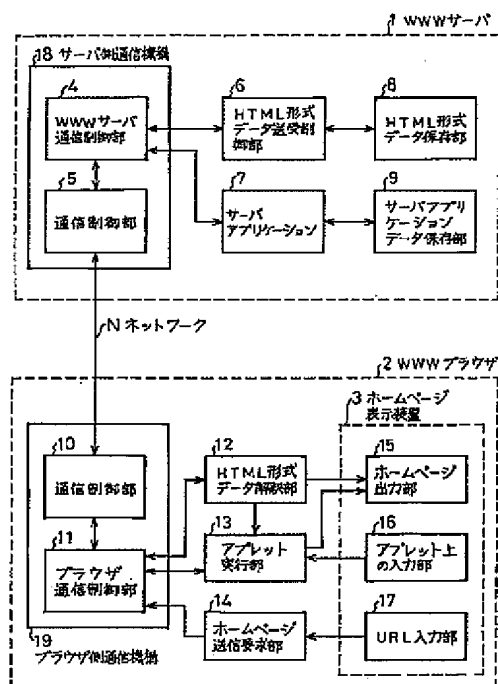 1 WWWサーバ
18 サーバ側通信機構
4
WWWサーバ
通信制御部
6
HTML形式
データ送受制
御部
8
HTML形式
データ保存部
5
通信制御部
7
サーバ
アプリケーション
9
サーバアプリ
ケーション
データ保存部
Nネットワーク
2 WWWブラウザ
3 ホームページ
表示装置
10
通信制御部
12
HTML形式
データ解釈部
15
ホームページ
出力部
11
ブラウザ
通信制御部
13
アプレット
実行部
16
アプレット上
の入力部
14
ホームページ
送信要求部
17
URL入力部
19
ブラウザ側通信機構